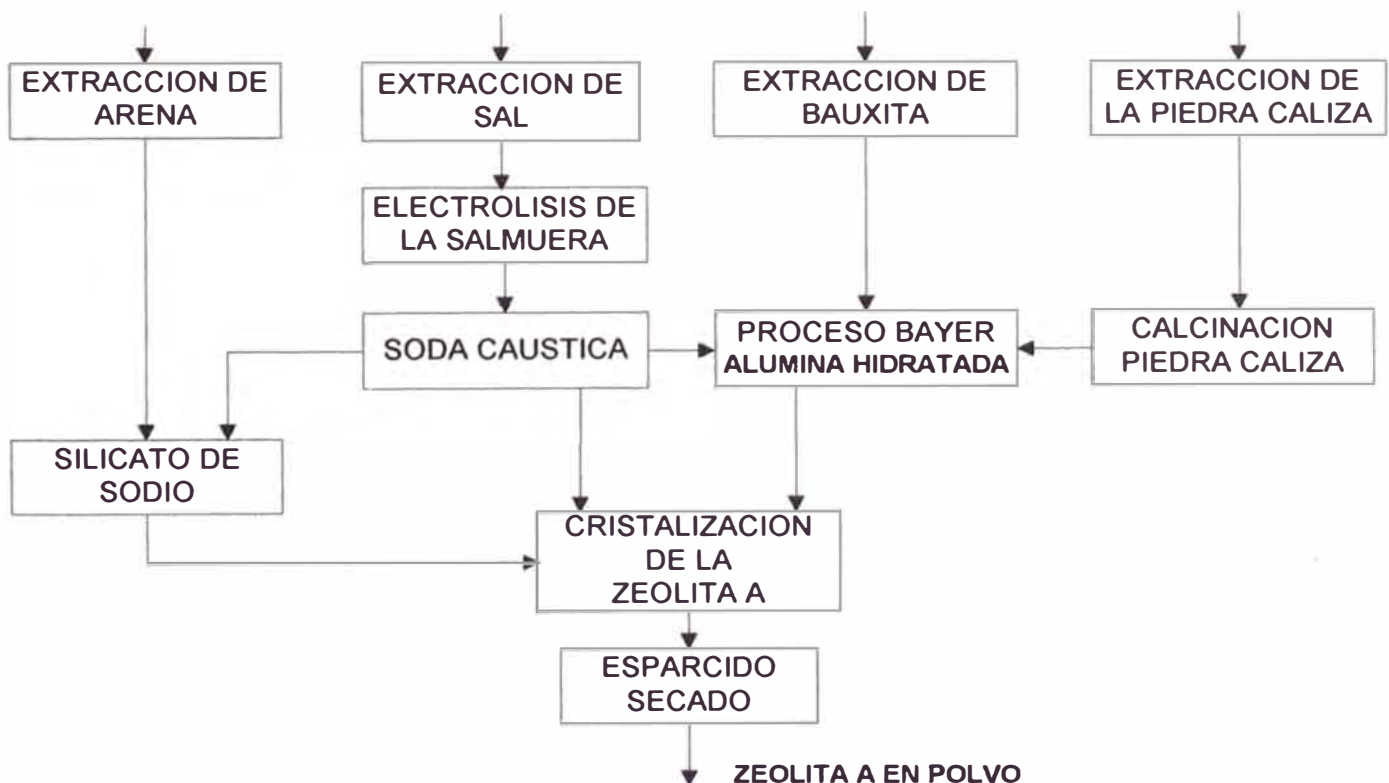 EXTRACCION DE
ARENA
EXTRACCION DE
SAL
EXTRACCION DE
BAUXITA
EXTRACCION DE
LA PIEDRA CALIZA
ELECTROLISIS DE
LA SALMUERA
SODA CAUSTICA
PROCESO BAYER
ALUMINA HIDRATADA
CALCINACION
PIEDRA CALIZA
SILICATO DE
SODIO
CRISTALIZACION
DE LA
ZEOLITA A
ESPARCIDO
SECADO
ZEOLITA A EN POLVO